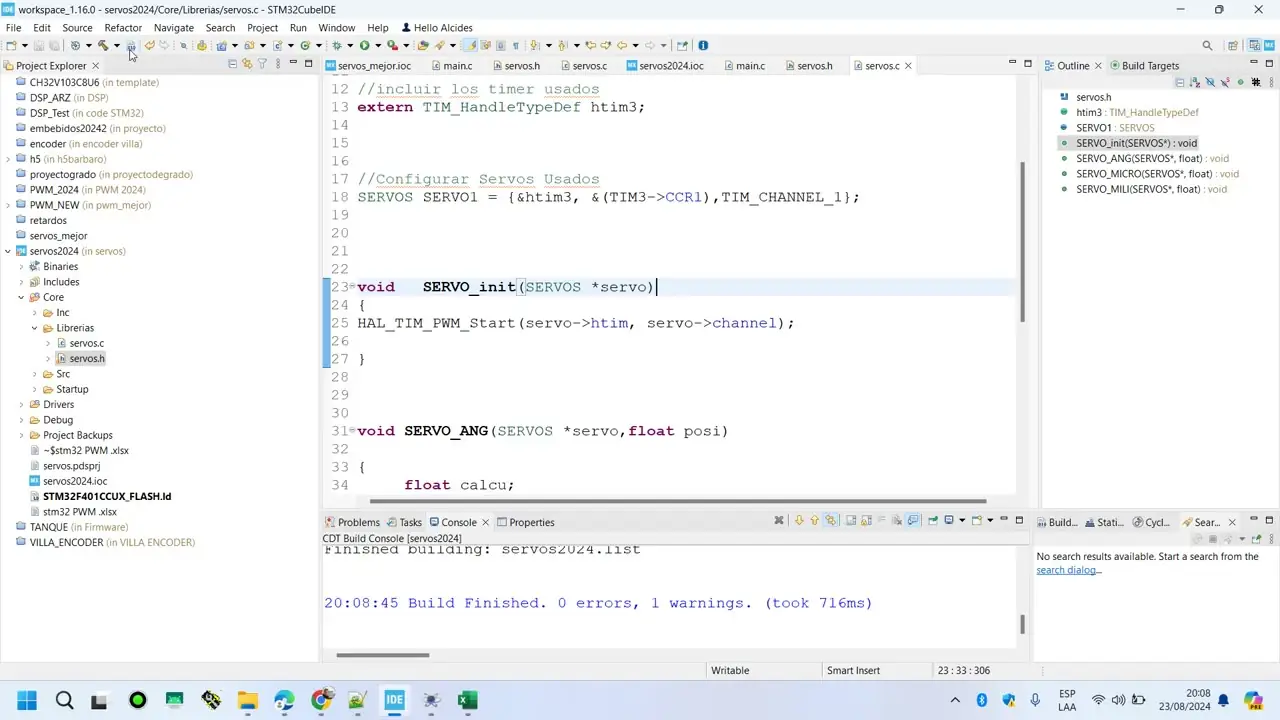 workspace_1.16.0 - servos2024/Core/Librerias/servos.c - STM32CubeIDE
File Edit Source Refactor Navigate Search Project Run Window Help Hello Alcides
Project Explorer
CH32V103C8U6 (in template)
DSP_ARZ (in DSP)
DSP_Test (in code STM32)
embebidos20242 (in proyecto)
encoder (in encoder villa)
h5 (in h5barbaro)
proyectogrado (in proyectodegrado)
PWM_2024 (in PWM 2024)
PWM_NEW (in pwm_mejor)
retardos
servos_mejor
servos2024 (in servos)
Binaries
Includes
Core
Inc
Librerias
servos.c
servos.h
Src
Startup
Drivers
Debug
Project Backups
~$stm32 PWM .xlsx
servos.pdsprj
servos2024.ioc
STM32F401CCUX_FLASH.ld
stm32 PWM .xlsx
TANQUE (in Firmware)
VILLA_ENCODER (in VILLA ENCODER)
servos_mejor.ioc main.c servos.h servos.c servos2024.ioc main.c servos.h servos.c
12 //incluir los timer usados
13 extern TIM_HandleTypeDef htim3;
14
15
16
17 //Configurar Servos Usados
18 SERVOS SERVO1 = {&htim3, &(TIM3->CCR1),TIM_CHANNEL_1};
19
20
21
22
23 void SERVO_init(SERVOS *servo)
24 {
25 HAL_TIM_PWM_Start(servo->htim, servo->channel);
26
27 }
28
29
30
31 void SERVO_ANG(SERVOS *servo,float posi)
32
33 {
34 float calcu;
Outline Build Targets
servos.h
htim3 : TIM_HandleTypeDef
SERVO1 : SERVOS
SERVO_init(SERVOS*) : void
SERVO_ANG(SERVOS*, float) : void
SERVO_MICRO(SERVOS*, float) : void
SERVO_MILI(SERVOS*, float) : void
Problems Tasks Console Properties
CDT Build Console [servos2024]
Finished building: servos2024.list
20:08:45 Build Finished. 0 errors, 1 warnings. (took 716ms)
Build... Stati... Cycl... Sear...
No search results available. Start a search from the
search dialog...
Writable Smart Insert 23 : 33 : 306
IDE
ESP
LAA
20:08
23/08/2024